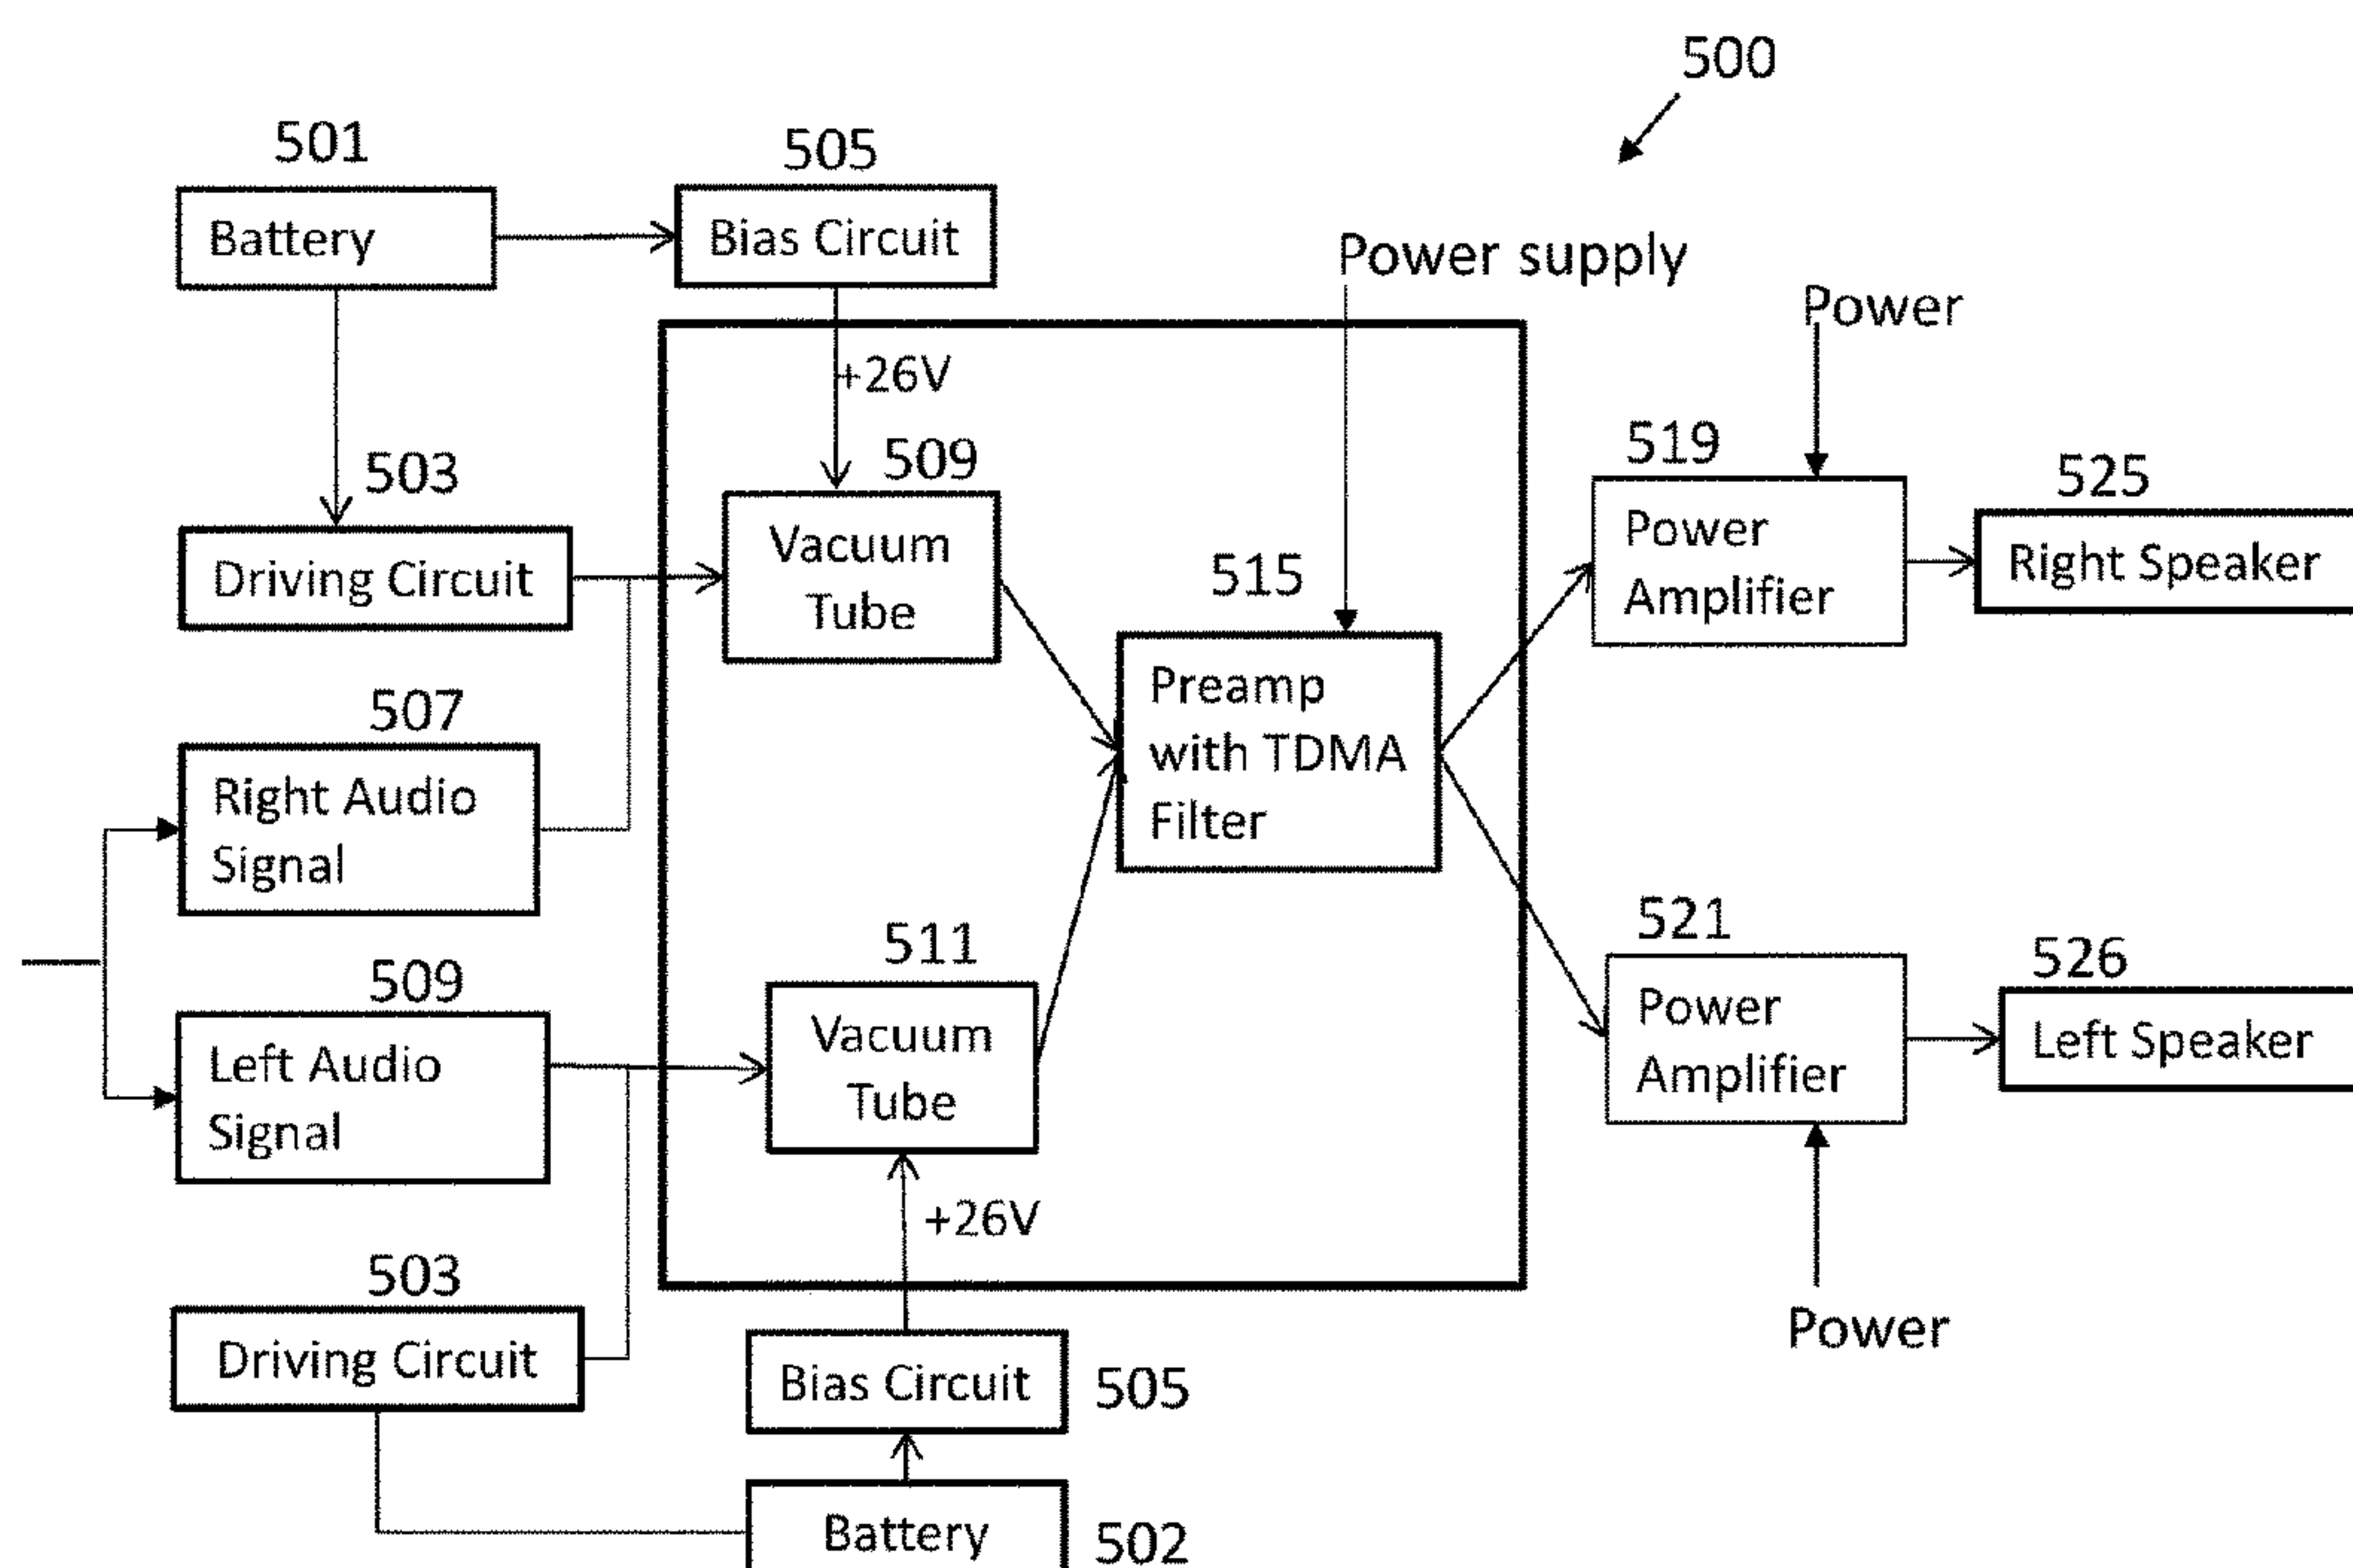 500
501
505
Battery
Bias Circuit
Power supply
Power
+26V
503
509
519
525
Driving Circuit
Vacuum
Tube
515
Power
Amplifier
Right Speaker
507
Preamp
with TDMA
Filter
Right Audio
Signal
509
511
521
526
Left Audio
Signal
Vacuum
Tube
Power
Amplifier
Left Speaker
+26V
503
Driving Circuit
Bias Circuit
505
Power
Battery
502